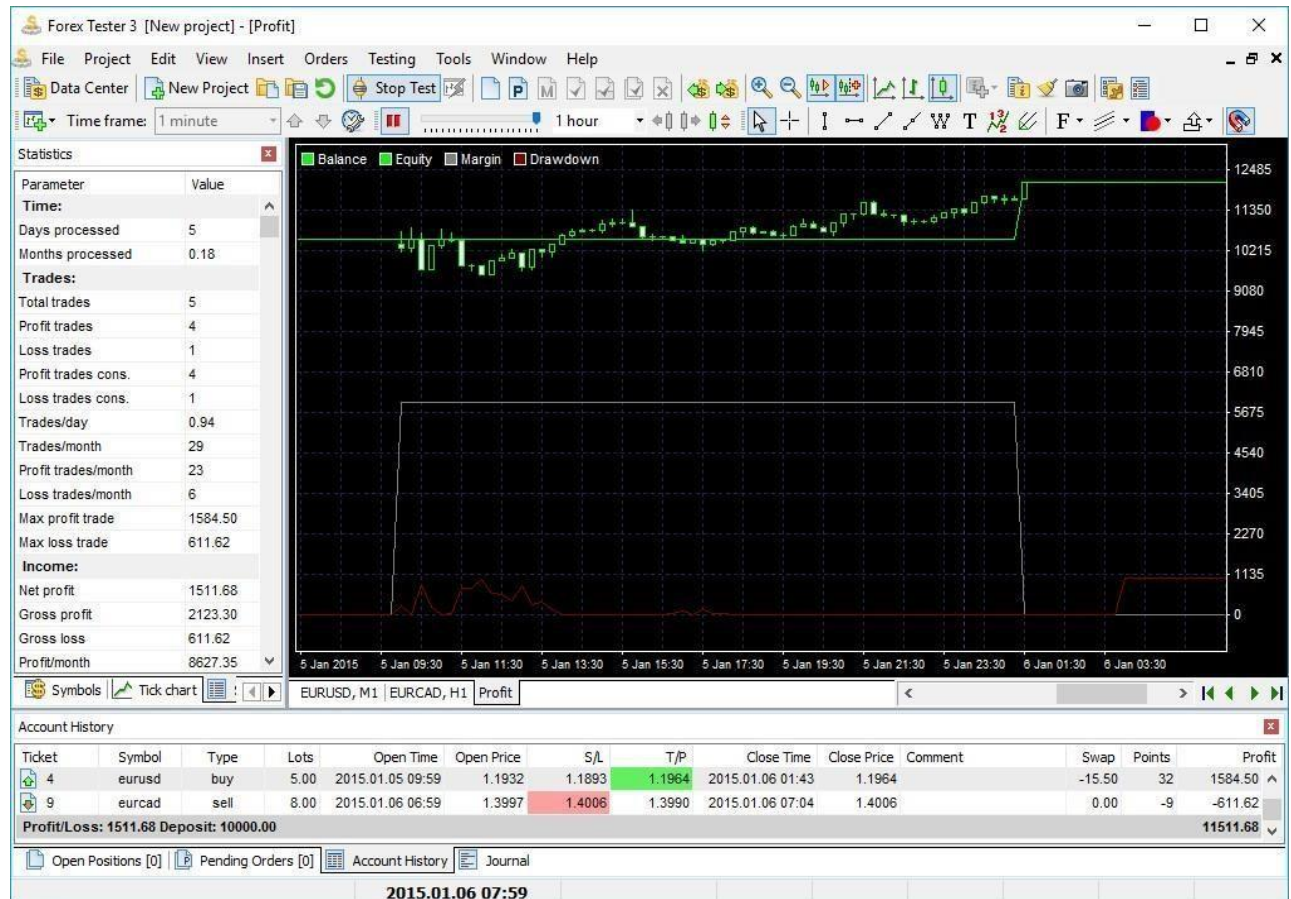 Forex Tester 3 [New project] - [Profit]
File Project Edit View Insert Orders Testing Tools Window Help
Data Center New Project Stop Test
Time frame: 1 minute 1 hour W T F
Statistics
Parameter Value
Time:
Days processed 5
Months processed 0.18
Trades:
Total trades 5
Profit trades 4
Loss trades 1
Profit trades cons. 4
Loss trades cons. 1
Trades/day 0.94
Trades/month 29
Profit trades/month 23
Loss trades/month 6
Max profit trade 1584.50
Max loss trade 611.62
Income:
Net profit 1511.68
Gross profit 2123.30
Gross loss 611.62
Profit/month 8627.35
Symbols Tick chart
Balance Equity Margin Drawdown
12485
11350
10215
9080
7945
6810
5675
4540
3405
2270
1135
0
5 Jan 2015 5 Jan 09:30 5 Jan 11:30 5 Jan 13:30 5 Jan 15:30 5 Jan 17:30 5 Jan 19:30 5 Jan 21:30 5 Jan 23:30 6 Jan 01:30 6 Jan 03:30
EURUSD, M1 EURCAD, H1 Profit
Account History
Ticket Symbol Type Lots Open Time Open Price S/L T/P Close Time Close Price Comment Swap Points Profit
4 eurusd buy 5.00 2015.01.05 09:59 1.1932 1.1893 1.1964 2015.01.06 01:43 1.1964 -15.50 32 1584.50
9 eurcad sell 8.00 2015.01.06 06:59 1.3997 1.4006 1.3990 2015.01.06 07:04 1.4006 0.00 -9 -611.62
Profit/Loss: 1511.68 Deposit: 10000.00 11511.68
Open Positions [0] Pending Orders [0] Account History Journal
2015.01.06 07:59